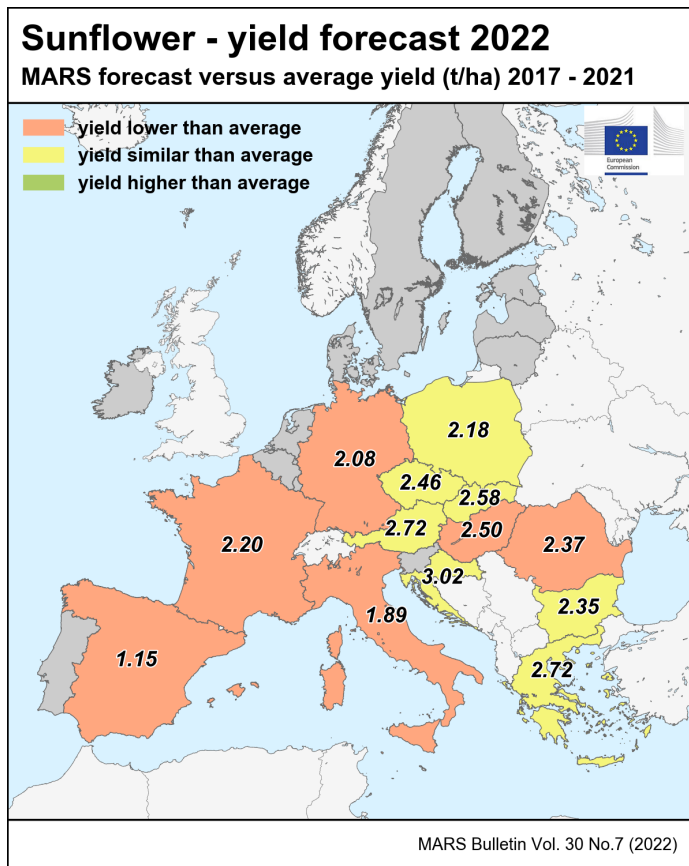 Sunflower - yield forecast 2022
MARS forecast versus average yield (t/ha) 2017 - 2021
yield lower than average
yield similar than average
yield higher than average
European
Commission
2.18
2.08
2.46
2.58
2.72
2.50
2.20
2.37
3.02
2.35
1.89
1.15
2.72
MARS Bulletin Vol. 30 No.7 (2022)